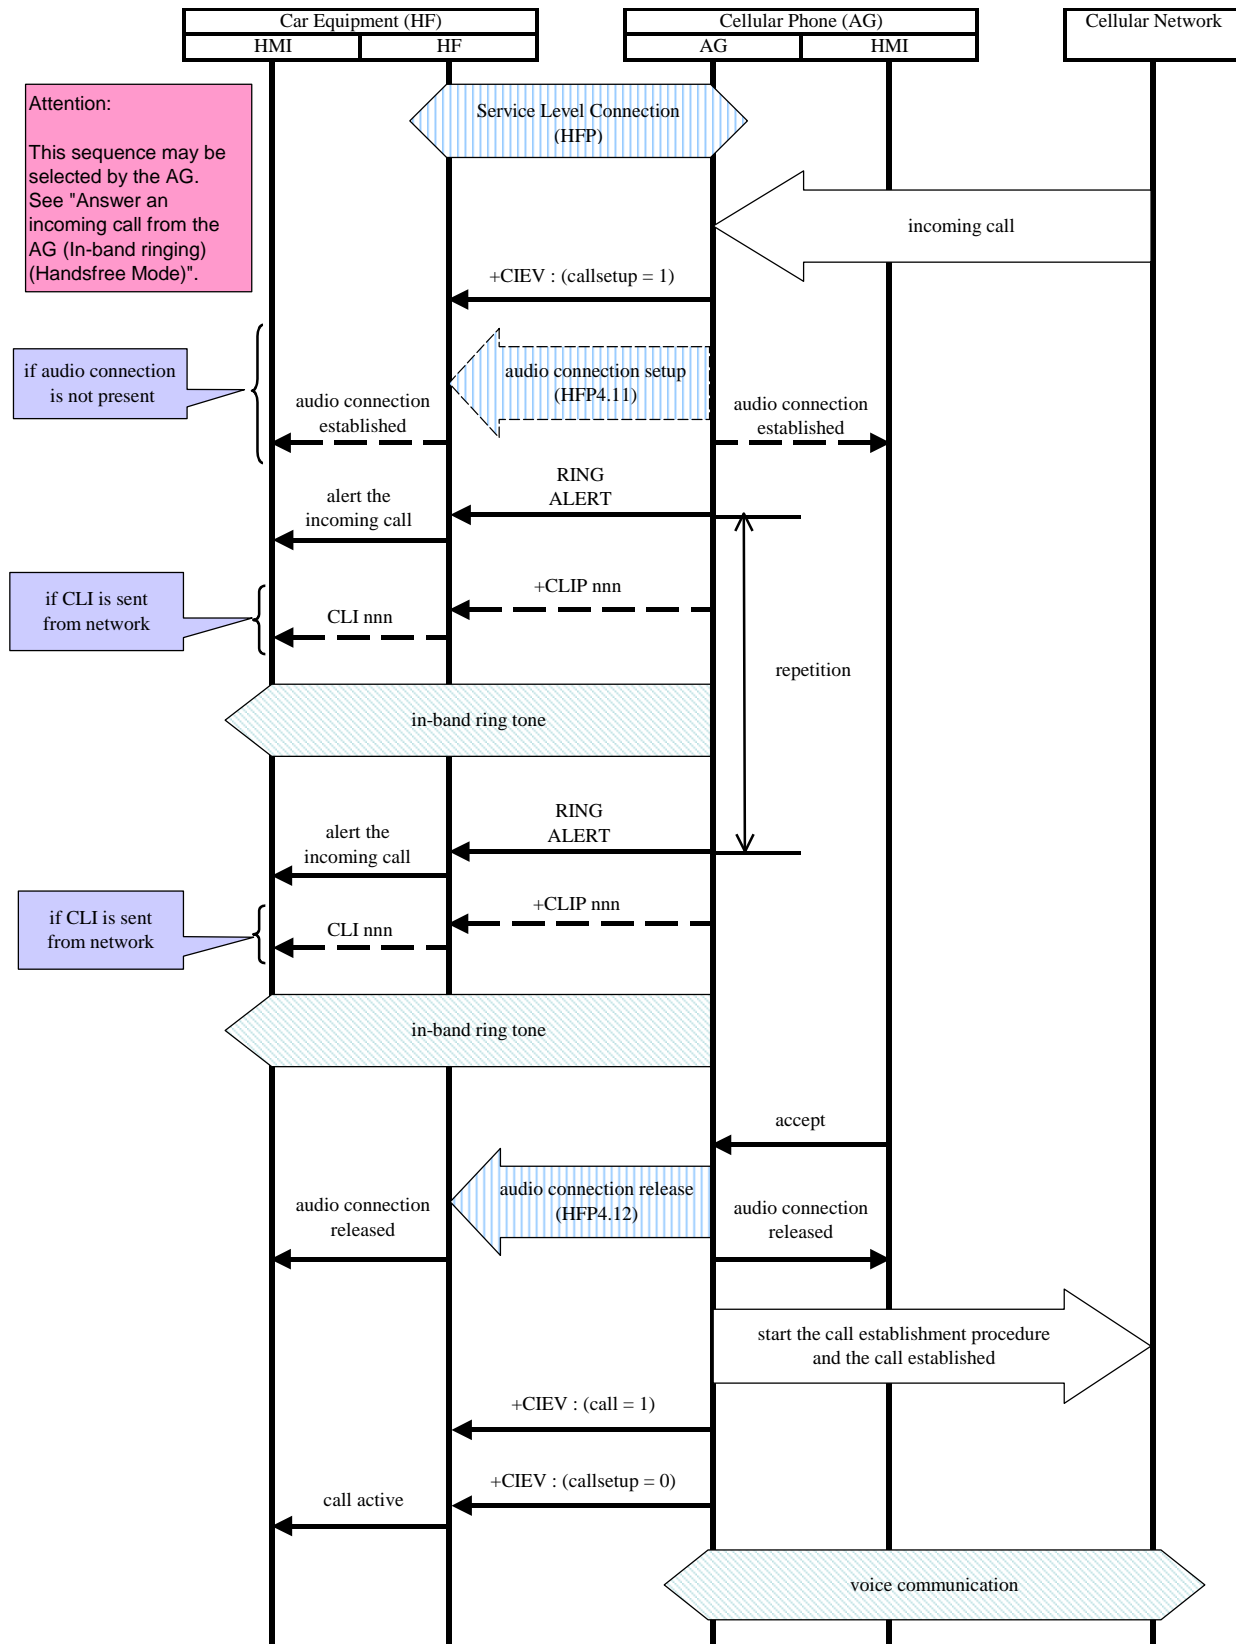 Car Equipment (HF)
Cellular Phone (AG)
Cellular Network
HMI
HF
AG
HMI
Attention:
This sequence may be
selected by the AG.
See "Answer an
incoming call from the
AG (In-band ringing)
(Handsfree Mode)".
Service Level Connection
(HFP)
incoming call
+CIEV : (callsetup = 1)
if audio connection
is not present
audio connection setup
(HFP4.11)
audio connection
established
audio connection
established
RING
ALERT
alert the
incoming call
if CLI is sent
from network
+CLIP nnn
CLI nnn
repetition
in-band ring tone
RING
ALERT
alert the
incoming call
if CLI is sent
from network
+CLIP nnn
CLI nnn
in-band ring tone
accept
audio connection release
(HFP4.12)
audio connection
released
audio connection
released
start the call establishment procedure
and the call established
+CIEV : (call = 1)
+CIEV : (callsetup = 0)
call active
voice communication